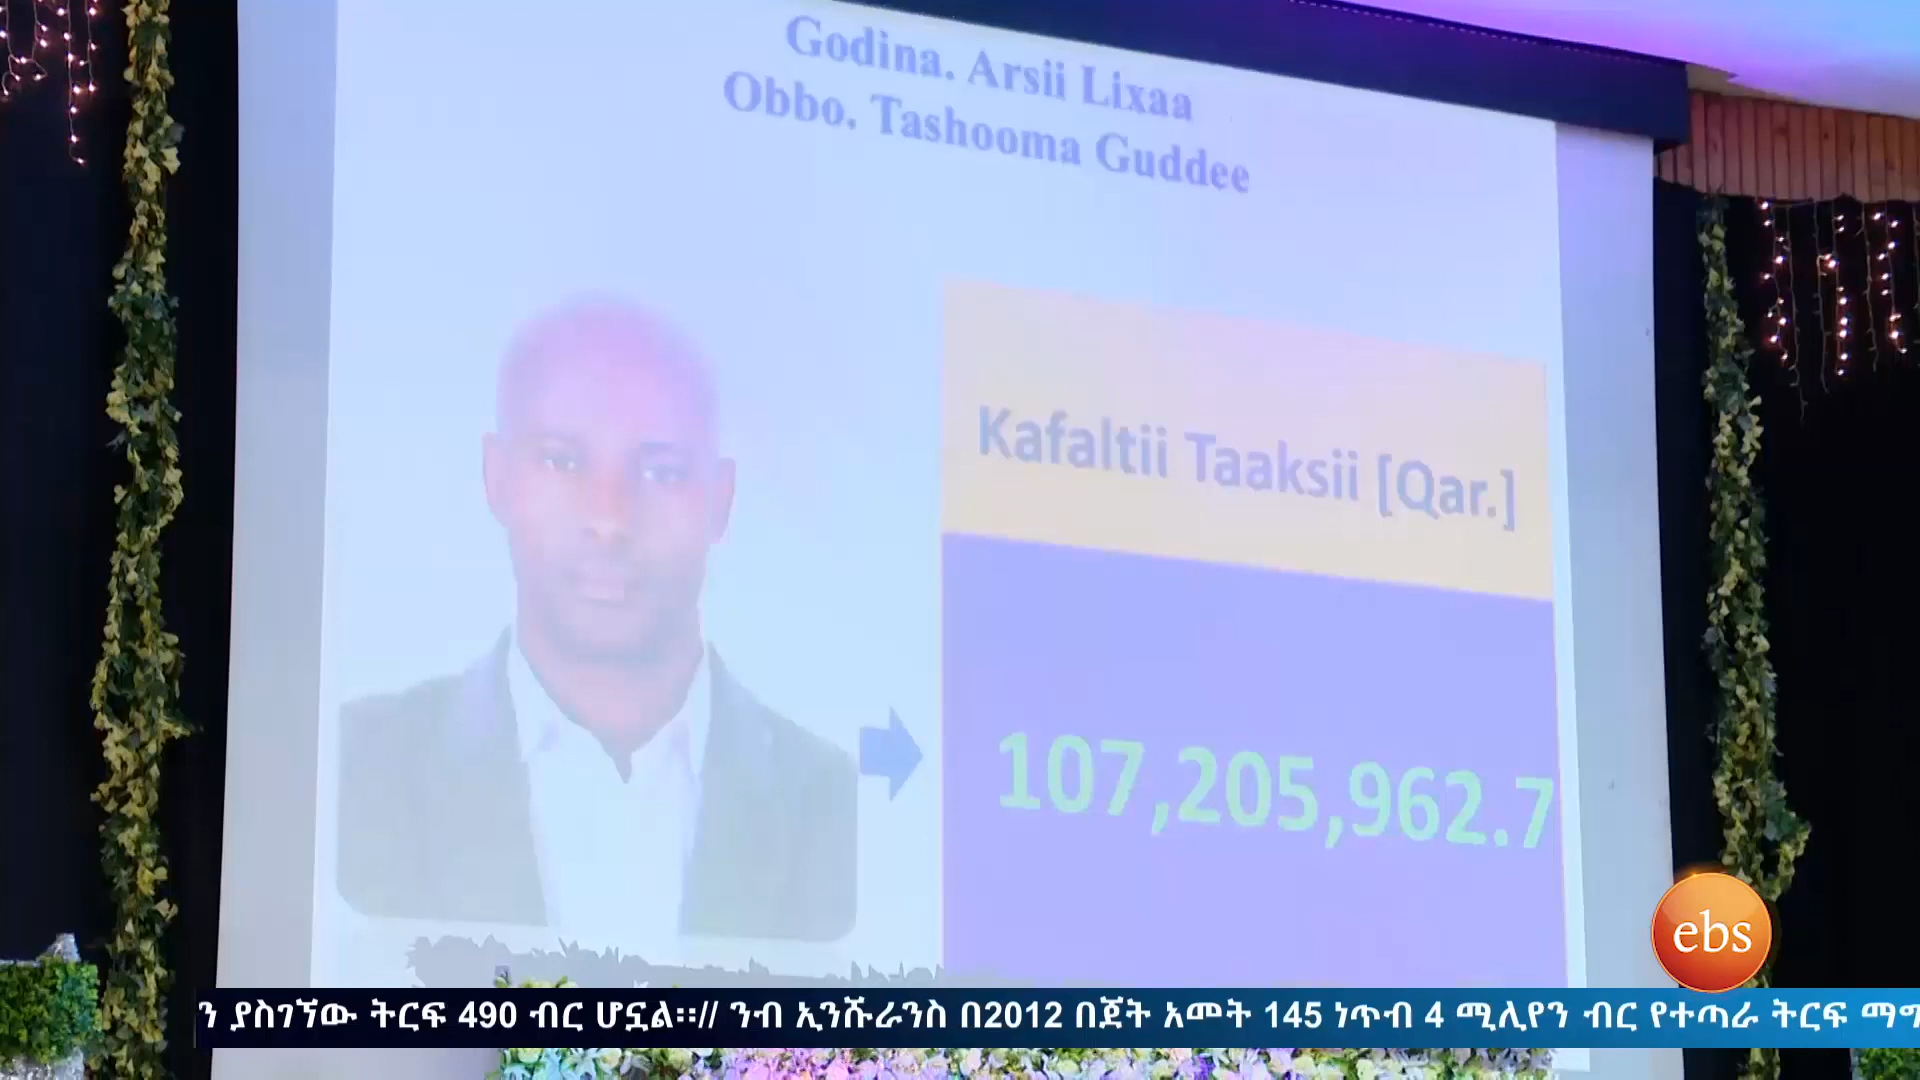 Godina. Arsii Lixaa
Obbo. Tashooma Guddee
Kafaltii Taaksii [Qar.]
107,205,962.7
ebs
ን ያስገኘው ትርፍ 490 ብር ሆኗል፡፡// ንብ ኢንሹራንስ በ2012 በጀት አመት 145 ነጥብ 4 ሚሊየን ብር የተጣራ ትርፍ ማግ